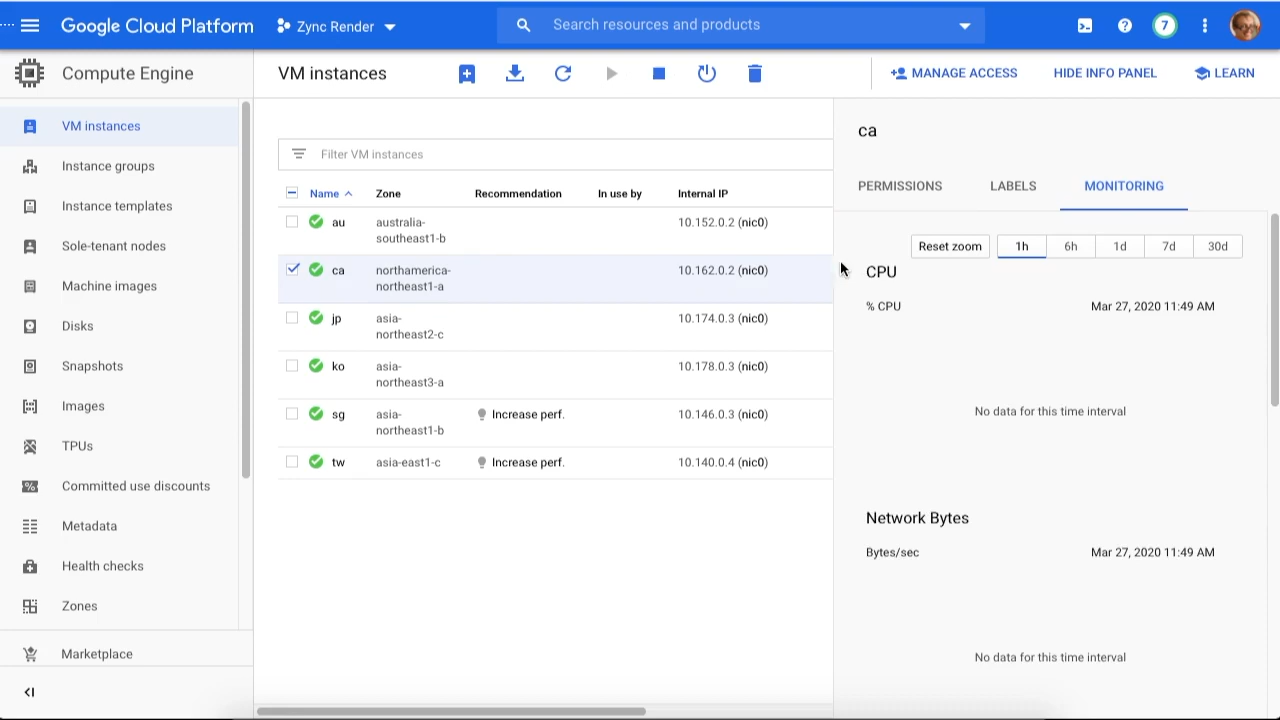 Google Cloud Platform
Zync Render
Search resources and products
7
Compute Engine
VM instances
MANAGE ACCESS
HIDE INFO PANEL
LEARN
VM instances
Instance groups
Instance templates
Sole-tenant nodes
Machine images
Disks
Snapshots
Images
TPUs
Committed use discounts
Metadata
Health checks
Zones
Marketplace
Filter VM instances
Name Zone Recommendation In use by Internal IP
au australia-southeast1-b 10.152.0.2 (nic0)
ca northamerica-northeast1-a 10.162.0.2 (nic0)
jp asia-northeast2-c 10.174.0.3 (nic0)
ko asia-northeast3-a 10.178.0.3 (nic0)
sg asia-northeast1-b Increase perf. 10.146.0.3 (nic0)
tw asia-east1-c Increase perf. 10.140.0.4 (nic0)
ca
PERMISSIONS LABELS MONITORING
Reset zoom 1h 6h 1d 7d 30d
CPU
% CPU Mar 27, 2020 11:49 AM
No data for this time interval
Network Bytes
Bytes/sec Mar 27, 2020 11:49 AM
No data for this time interval